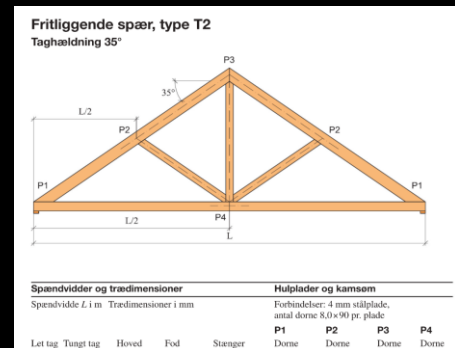 Fritliggende spær, type T2
Taghældning 35°
P3
35°
L/2
P2
P2
P1
P1
P4
L/2
L
Spændvidder og trædimensioner
Hulplader og kamsøm
Spændvidde L i m Trædimensioner i mm
Forbindelser: 4 mm stålplade,
antal dorne 8,0×90 pr. plade
P1 P2 P3 P4
Let tag Tungt tag Hoved Fod Stænger Dorne Dorne Dorne Dorne